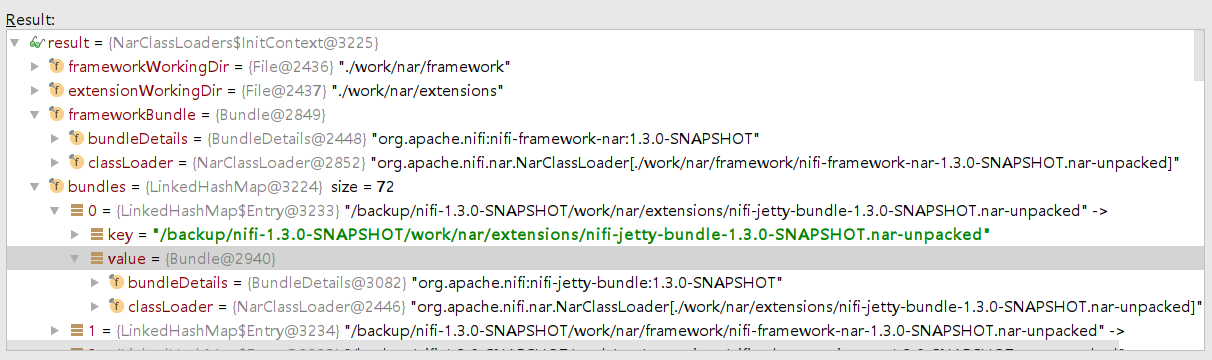 Result:
result = {NarClassLoaders$InitContext@3225}
frameworkWorkingDir = {File@2436} "./work/nar/framework"
extensionWorkingDir = {File@2437} "./work/nar/extensions"
frameworkBundle = {Bundle@2849}
bundleDetails = {BundleDetails@2448} "org.apache.nifi:nifi-framework-nar:1.3.0-SNAPSHOT"
classLoader = {NarClassLoader@2852} "org.apache.nifi.nar.NarClassLoader[./work/nar/framework/nifi-framework-nar-1.3.0-SNAPSHOT.nar-unpacked]"
bundles = {LinkedHashMap@3224} size = 72
0 = {LinkedHashMap$Entry@3233} "/backup/nifi-1.3.0-SNAPSHOT/work/nar/extensions/nifi-jetty-bundle-1.3.0-SNAPSHOT.nar-unpacked" ->
key = "/backup/nifi-1.3.0-SNAPSHOT/work/nar/extensions/nifi-jetty-bundle-1.3.0-SNAPSHOT.nar-unpacked"
value = {Bundle@2940}
bundleDetails = {BundleDetails@3082} "org.apache.nifi:nifi-jetty-bundle:1.3.0-SNAPSHOT"
classLoader = {NarClassLoader@2446} "org.apache.nifi.nar.NarClassLoader[./work/nar/extensions/nifi-jetty-bundle-1.3.0-SNAPSHOT.nar-unpacked]"
1 = {LinkedHashMap$Entry@3234} "/backup/nifi-1.3.0-SNAPSHOT/work/nar/framework/nifi-framework-nar-1.3.0-SNAPSHOT.nar-unpacked" ->